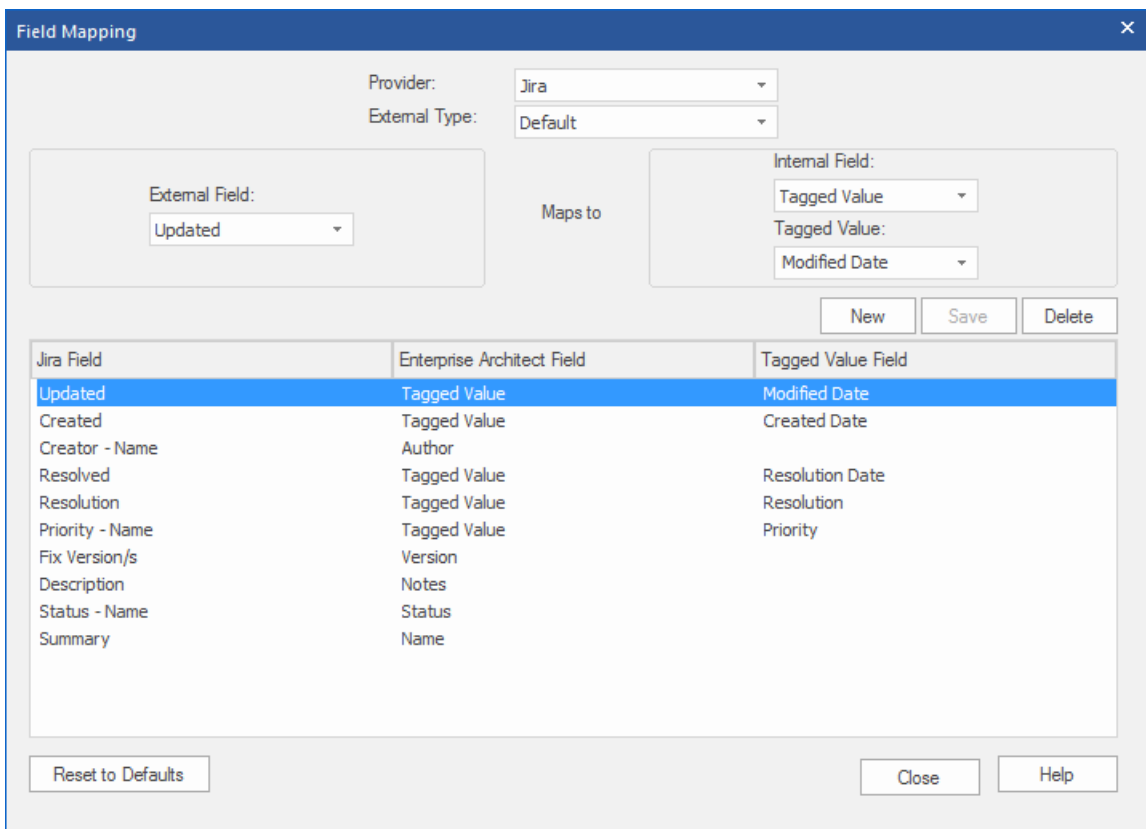 Field Mapping
Provider: Jira
External Type: Default
External Field:
Updated
Maps to
Internal Field:
Tagged Value
Tagged Value:
Modified Date
New Save Delete
Jira Field Enterprise Architect Field Tagged Value Field
Updated Tagged Value Modified Date
Created Tagged Value Created Date
Creator - Name Author
Resolved Tagged Value Resolution Date
Resolution Tagged Value Resolution
Priority - Name Tagged Value Priority
Fix Version/s Version
Description Notes
Status - Name Status
Summary Name
Reset to Defaults Close Help